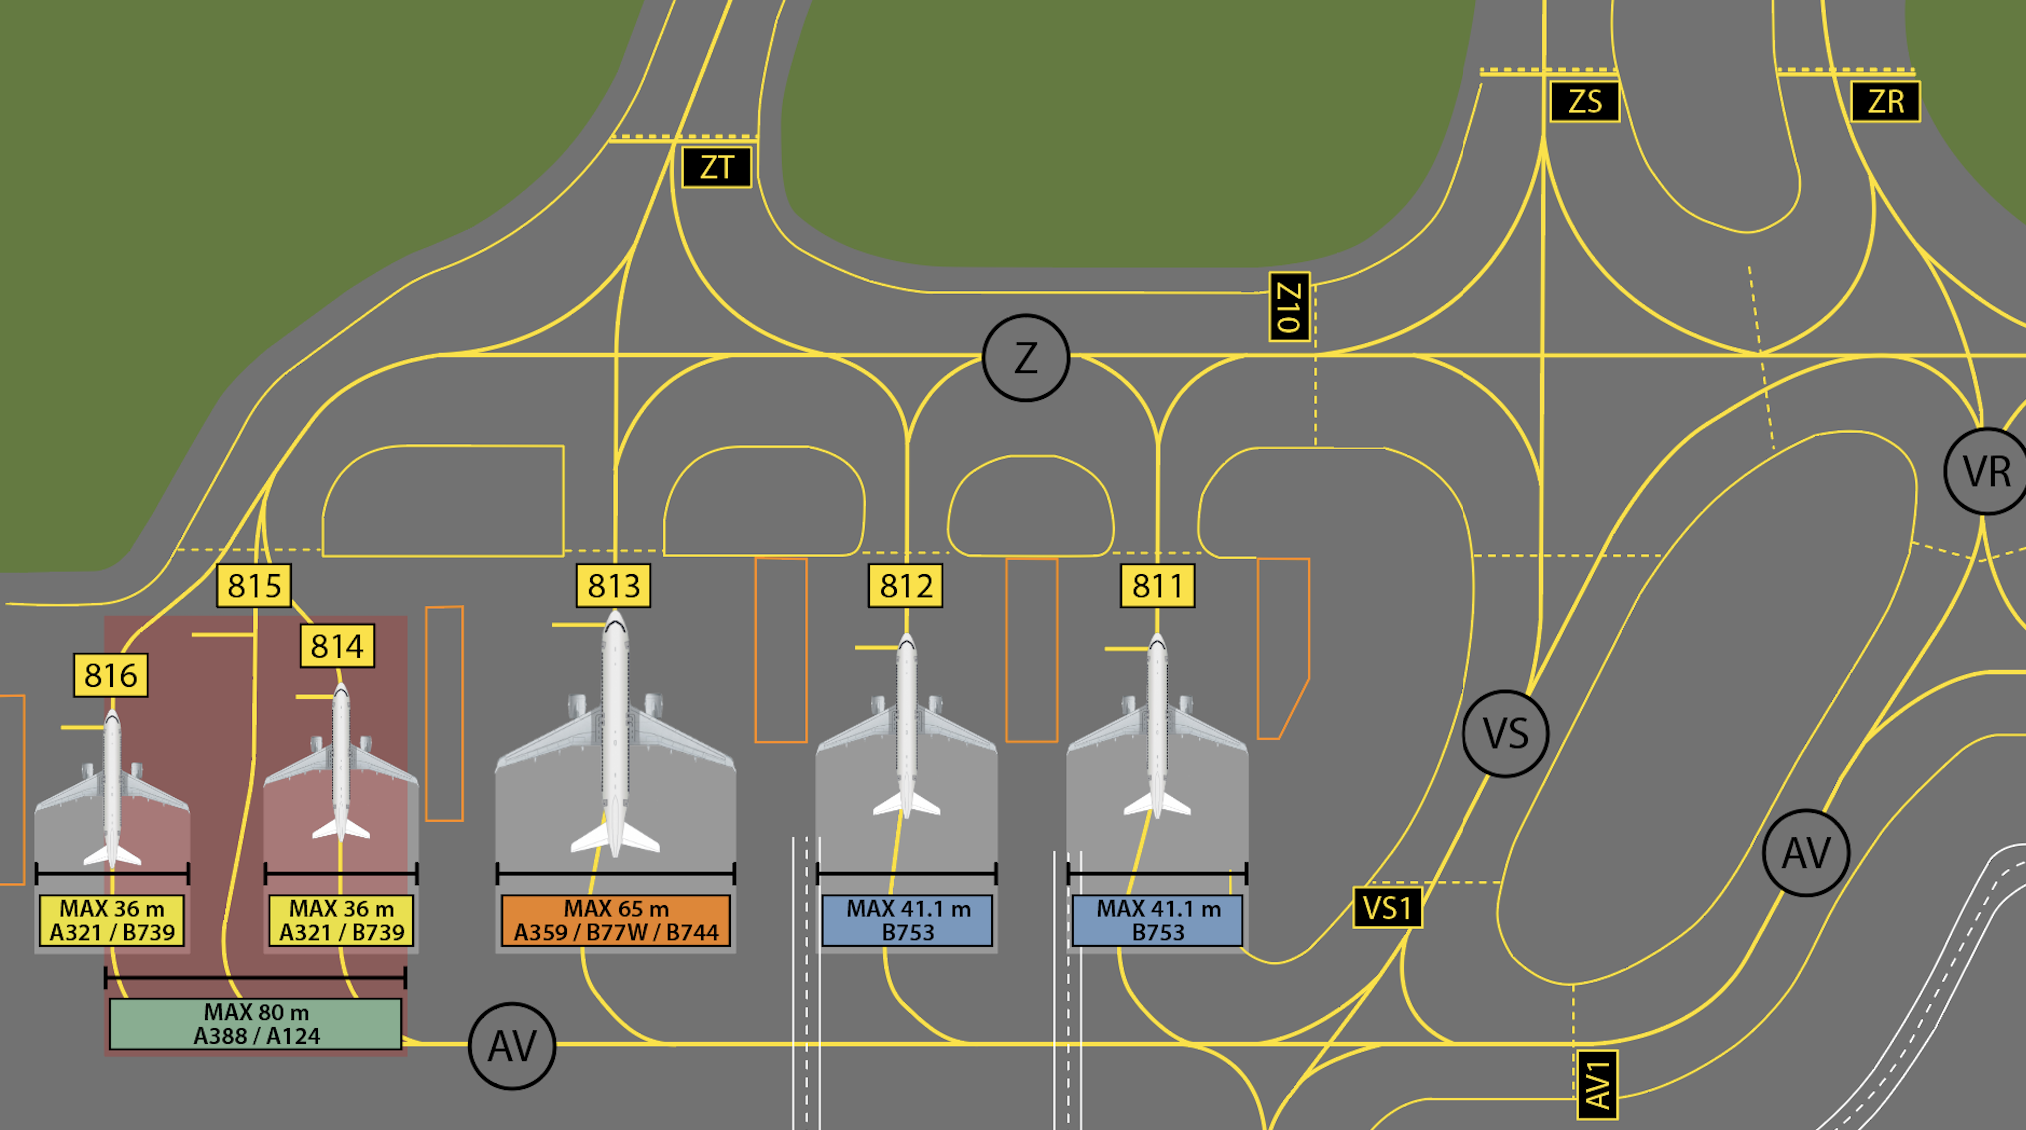 ZS
ZR
ZT
Z10
Z
VR
815
813
812
811
814
816
VS
AV
VS1
MAX 36 m
A321 / B739
MAX 36 m
A321 / B739
MAX 65 m
A359 / B77W / B744
MAX 41.1 m
B753
MAX 41.1 m
B753
MAX 80 m
A388 / A124
AV
AV1